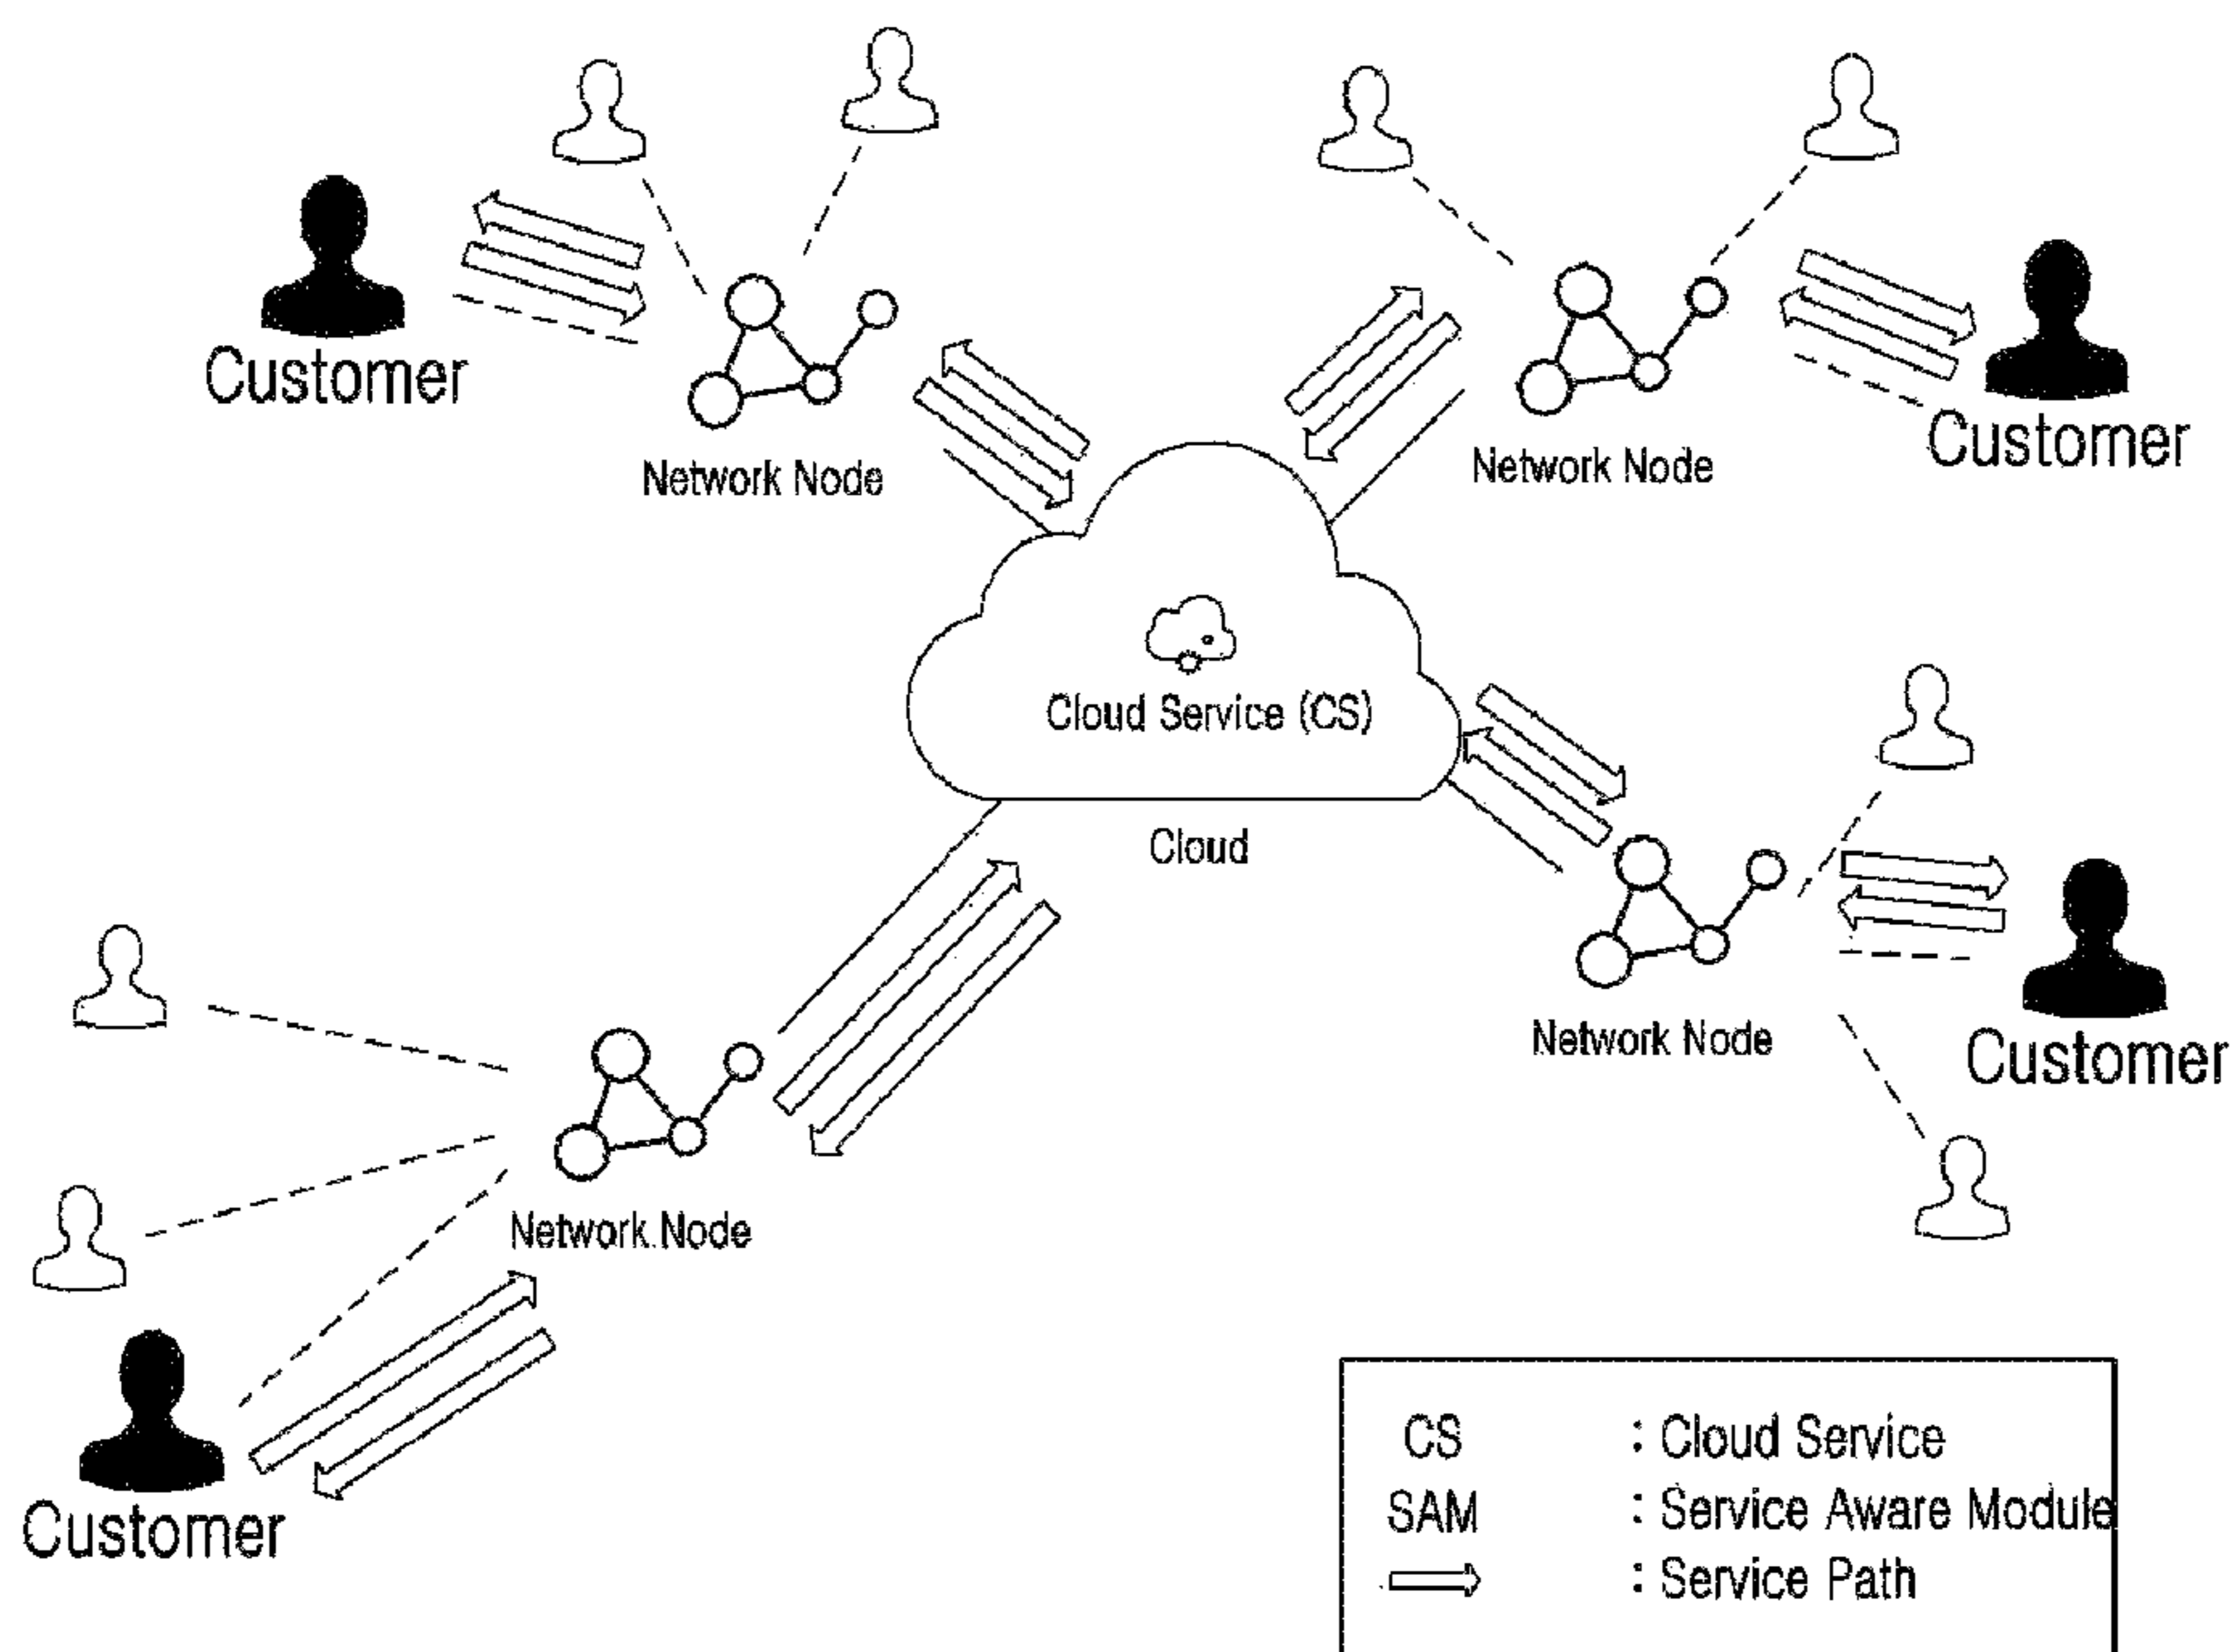 Customer
Network Node
Network Node
Customer
Cloud Service (CS)
Cloud
Network Node
Customer
Network Node
Customer
CS : Cloud Service
SAM : Service Aware Module
: Service Path